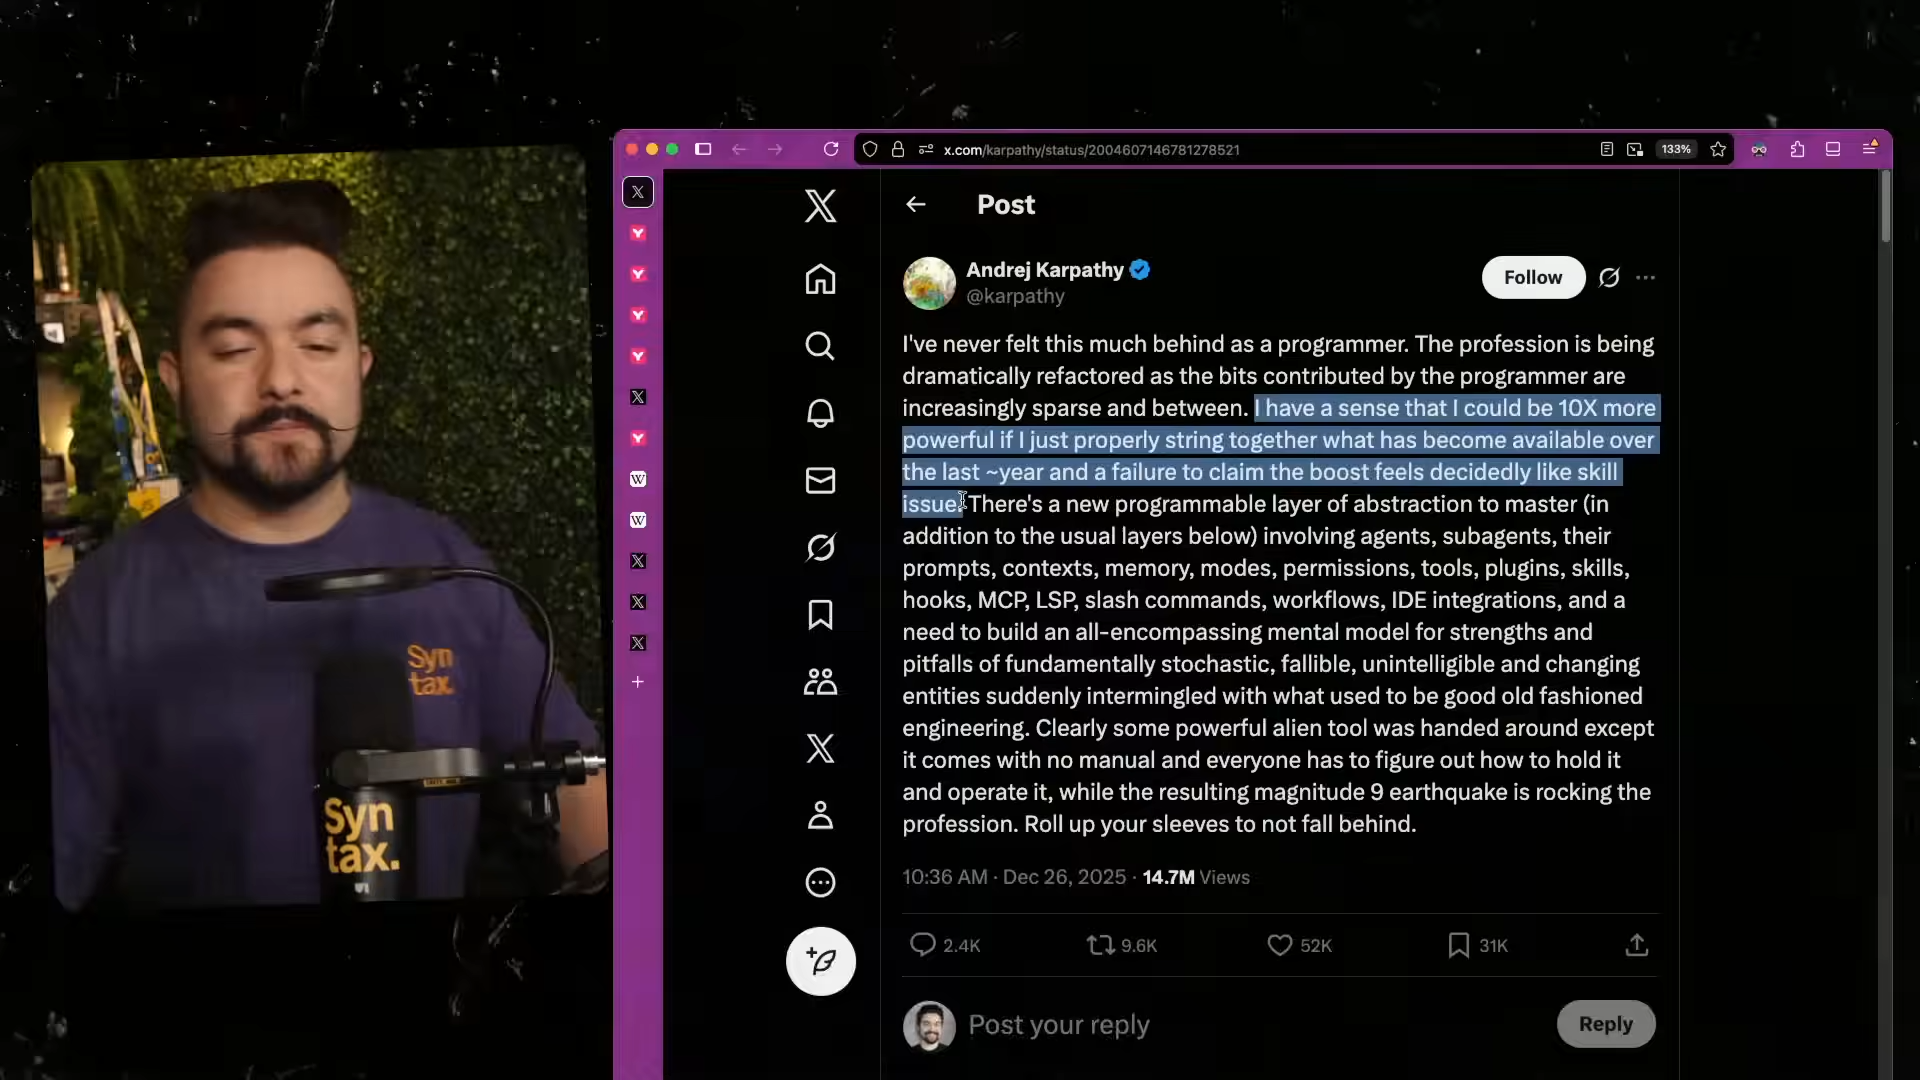 x.com/karpathy/status/2004607146781278521
133%
Post
Andrej Karpathy
@karpathy
Follow
I've never felt this much behind as a programmer. The profession is being
dramatically refactored as the bits contributed by the programmer are
increasingly sparse and between. I have a sense that I could be 10X more
powerful if I just properly string together what has become available over
the last ~year and a failure to claim the boost feels decidedly like skill
issue. There's a new programmable layer of abstraction to master (in
addition to the usual layers below) involving agents, subagents, their
prompts, contexts, memory, modes, permissions, tools, plugins, skills,
hooks, MCP, LSP, slash commands, workflows, IDE integrations, and a
need to build an all-encompassing mental model for strengths and
pitfalls of fundamentally stochastic, fallible, unintelligible and changing
entities suddenly intermingled with what used to be good old fashioned
engineering. Clearly some powerful alien tool was handed around except
it comes with no manual and everyone has to figure out how to hold it
and operate it, while the resulting magnitude 9 earthquake is rocking the
profession. Roll up your sleeves to not fall behind.
10:36 AM · Dec 26, 2025 · 14.7M Views
2.4K
9.6K
52K
31K
Post your reply
Reply
W
W
Syn
tax.
Syn
tax.